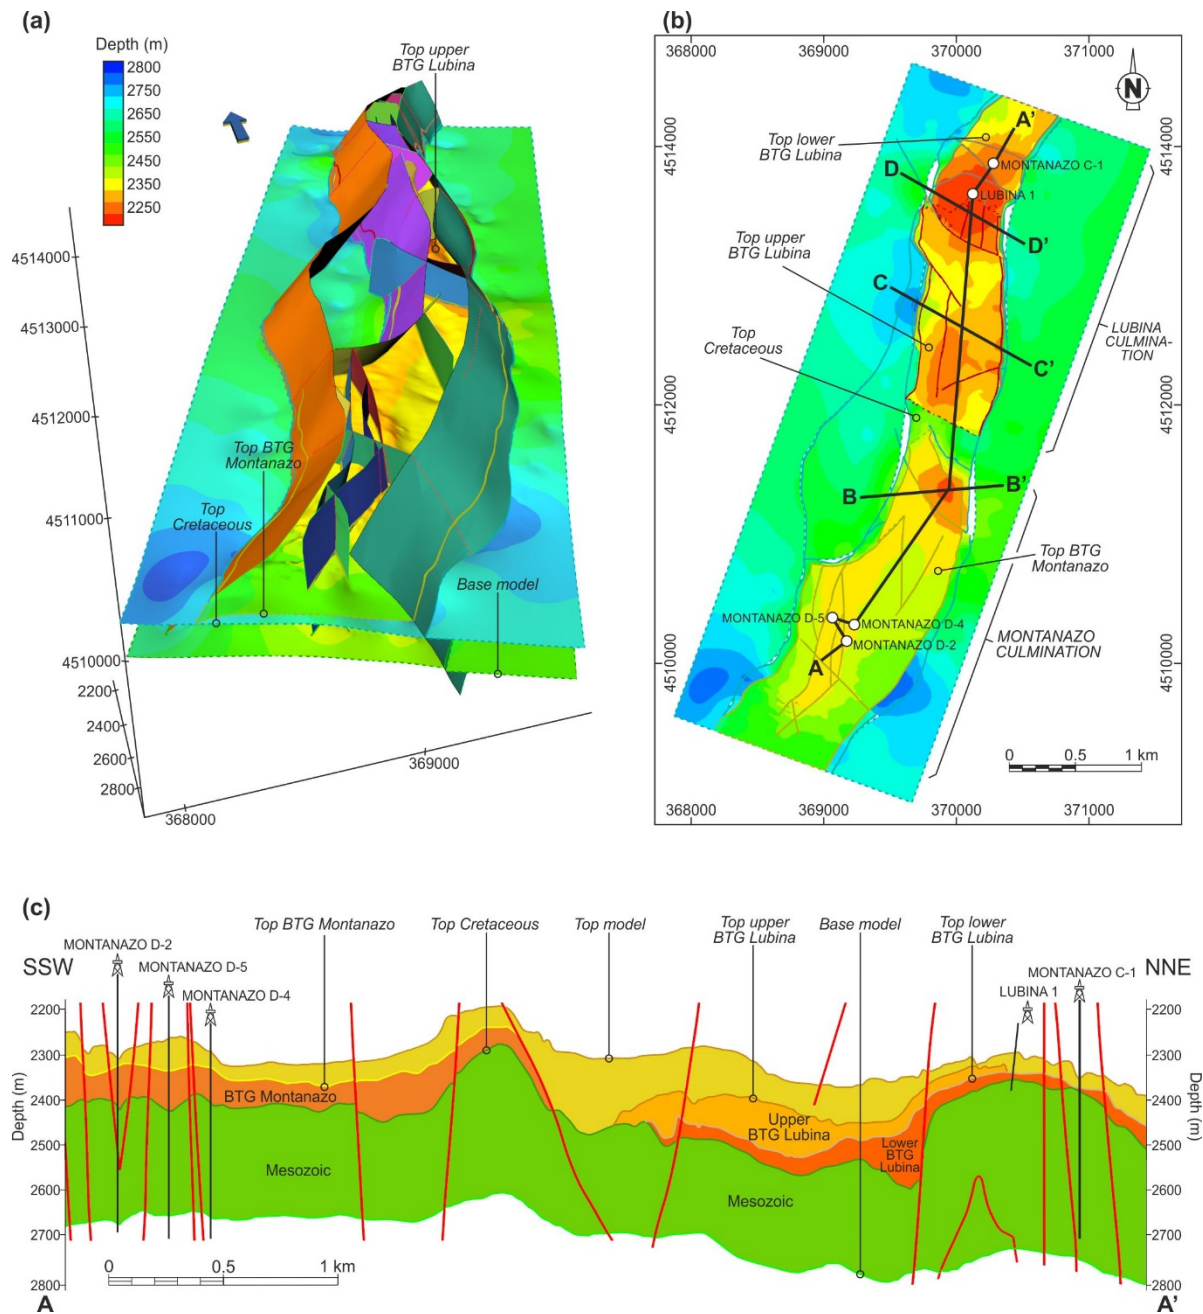 (a)
Depth (m)
2800
2750
2650
2550
2450
2350
2250
Top upper
BTG Lubina
4514000
4513000
4512000
4511000
4510000
2200
2400
2600
2800
368000
369000
Top BTG
Montanazo
Top
Cretaceous
Base model
(b)
368000
369000
370000
371000
N
4514000
4512000
4510000
4514000
4512000
4510000
Top lower
BTG Lubina
A'
MONTANAZO C-1
LUBINA 1
D
D'
Top upper
BTG Lubina
C
C'
Top
Cretaceous
LUBINA
CULMINA-
TION
B
B'
Top BTG
Montanazo
MONTANAZO D-5
MONTANAZO D-4
MONTANAZO D-2
A
MONTANAZO
CULMINATION
0 0.5 1 km
368000
369000
370000
371000
(c)
SSW
NNE
MONTANAZO D-2
MONTANAZO D-5
MONTANAZO D-4
Top BTG Montanazo
Top Cretaceous
Top model
Top upper
BTG Lubina
Base model
Top lower
BTG Lubina
MONTANAZO C-1
LUBINA 1
2200
2300
2400
2500
2600
2700
2800
Depth (m)
BTG Montanazo
Mesozoic
Upper
BTG Lubina
Lower
BTG
Lubina
Mesozoic
2200
2300
2400
2500
2600
2700
2800
Depth (m)
0 0.5 1 km
A
A'